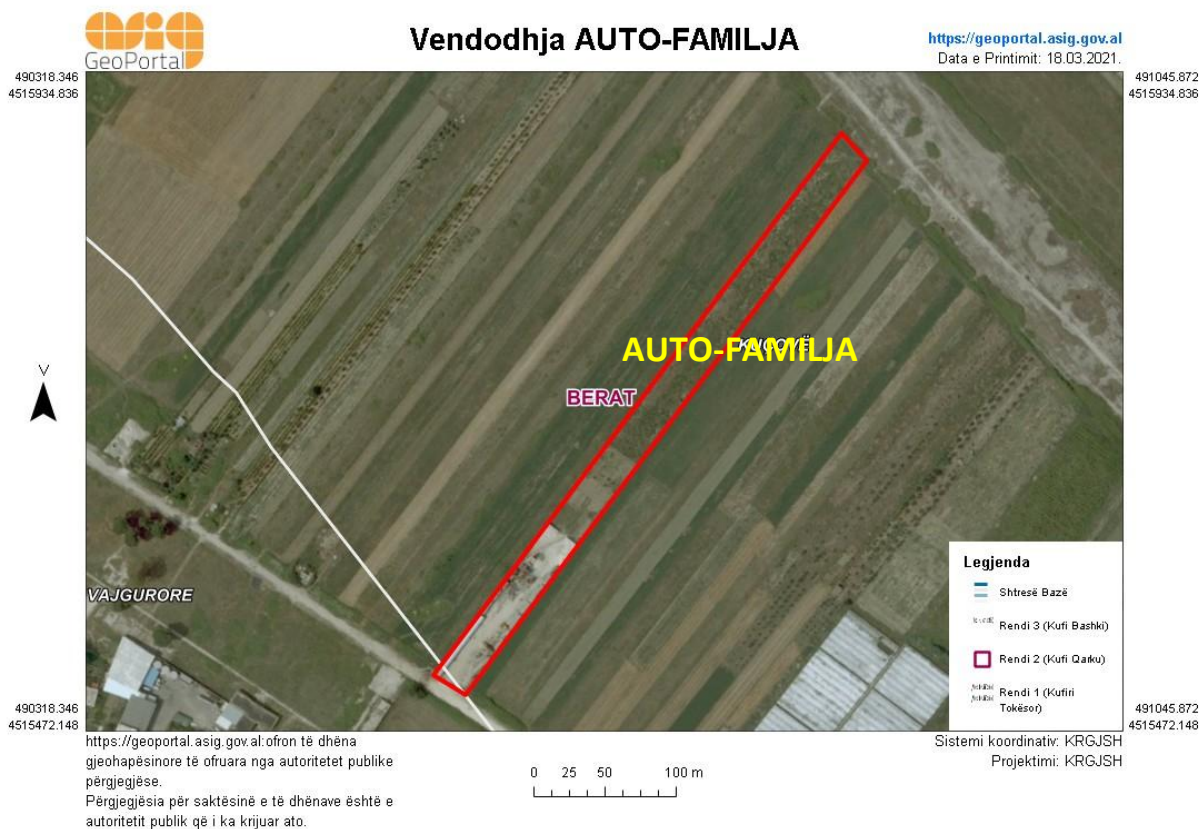 asig
GeoPortal
Vendodhja AUTO-FAMILJA
https://geoportal.asig.gov.al
Data e Printimit: 18.03.2021.
490318.346
4515934.836
491045.872
4515934.836
AUTO-FAMILJA
KUÇOVË
BERAT
V
VAJGURORE
Legjenda
Shtresë Bazë
Rendi 3 (Kufi Bashki)
Rendi 2 (Kufi Qarku)
Rendi 1 (Kufiri
Tokësor)
490318.346
4515472.148
491045.872
4515472.148
https://geoportal.asig.gov.al:ofron të dhëna
gjeohapësinore të ofruara nga autoritetet publike
përgjegjëse.
Përgjegjësia për saktësinë e të dhënave është e
autoritetit publik që i ka krijuar ato.
0 25 50 100 m
Sistemi koordinativ: KRGJSH
Projektimi: KRGJSH